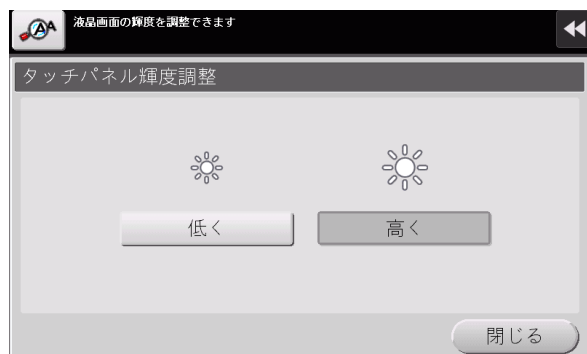 液晶画面の輝度を調整できます
タッチパネル輝度調整
低く
高く
閉じる